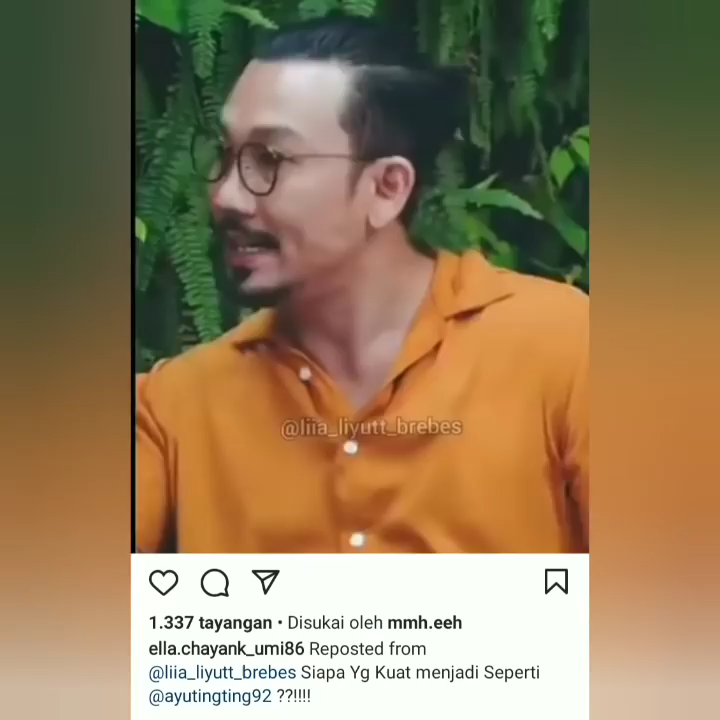 @liia_liyutt_brebes
1.337 tayangan • Disukai oleh mmh.eeh
ella.chayank_umi86 Reposted from
@liia_liyutt_brebes Siapa Yg Kuat menjadi Seperti
@ayutingting92 ??!!!!